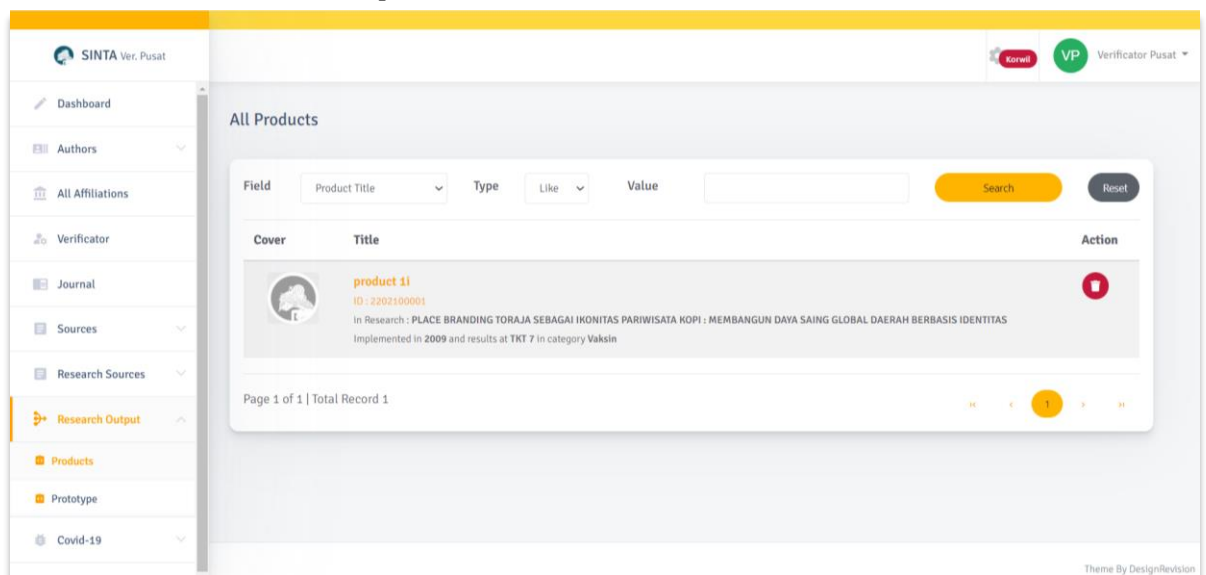 SINTA Ver. Pusat
Korwil
VP
Verificator Pusat
Dashboard
Authors
All Affiliations
Verificator
Journal
Sources
Research Sources
Research Output
Products
Prototype
Covid-19
All Products
Field Product Title Type Like Value Search Reset
Cover Title Action
product 1i
ID : 2202100001
In Research : PLACE BRANDING TORAJA SEBAGAI IKONITAS PARIWISATA KOPI : MEMBANGUN DAYA SAING GLOBAL DAERAH BERBASIS IDENTITAS
Implemented in 2009 and results at TKT 7 in category Vaksin
Page 1 of 1 | Total Record 1
1
Theme By DesignRevision